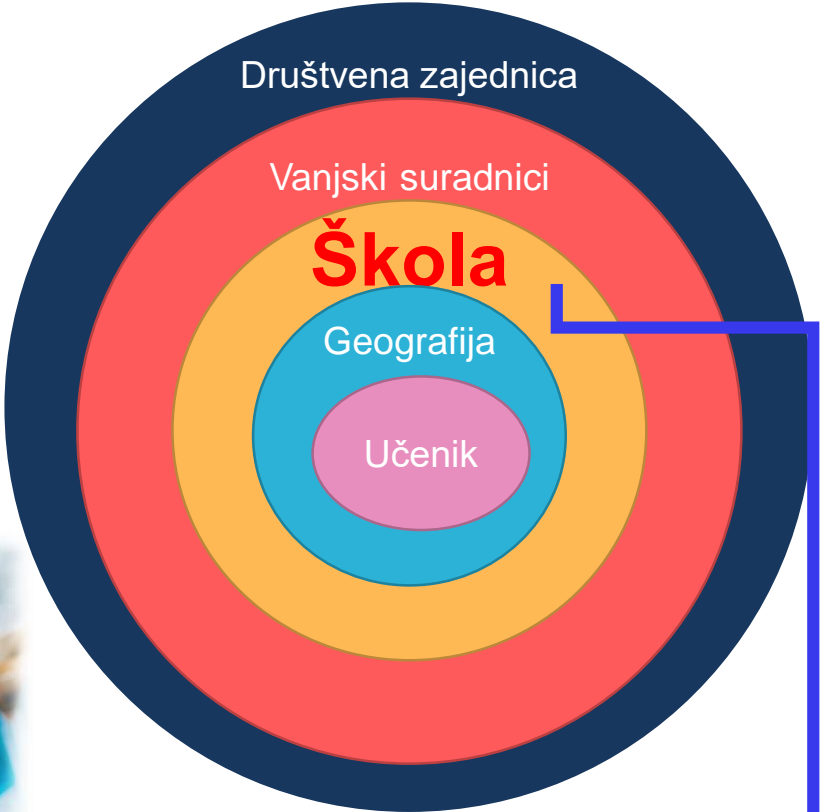 Društvena zajednica
Vanjski suradnici
Škola
Geografija
Učenik